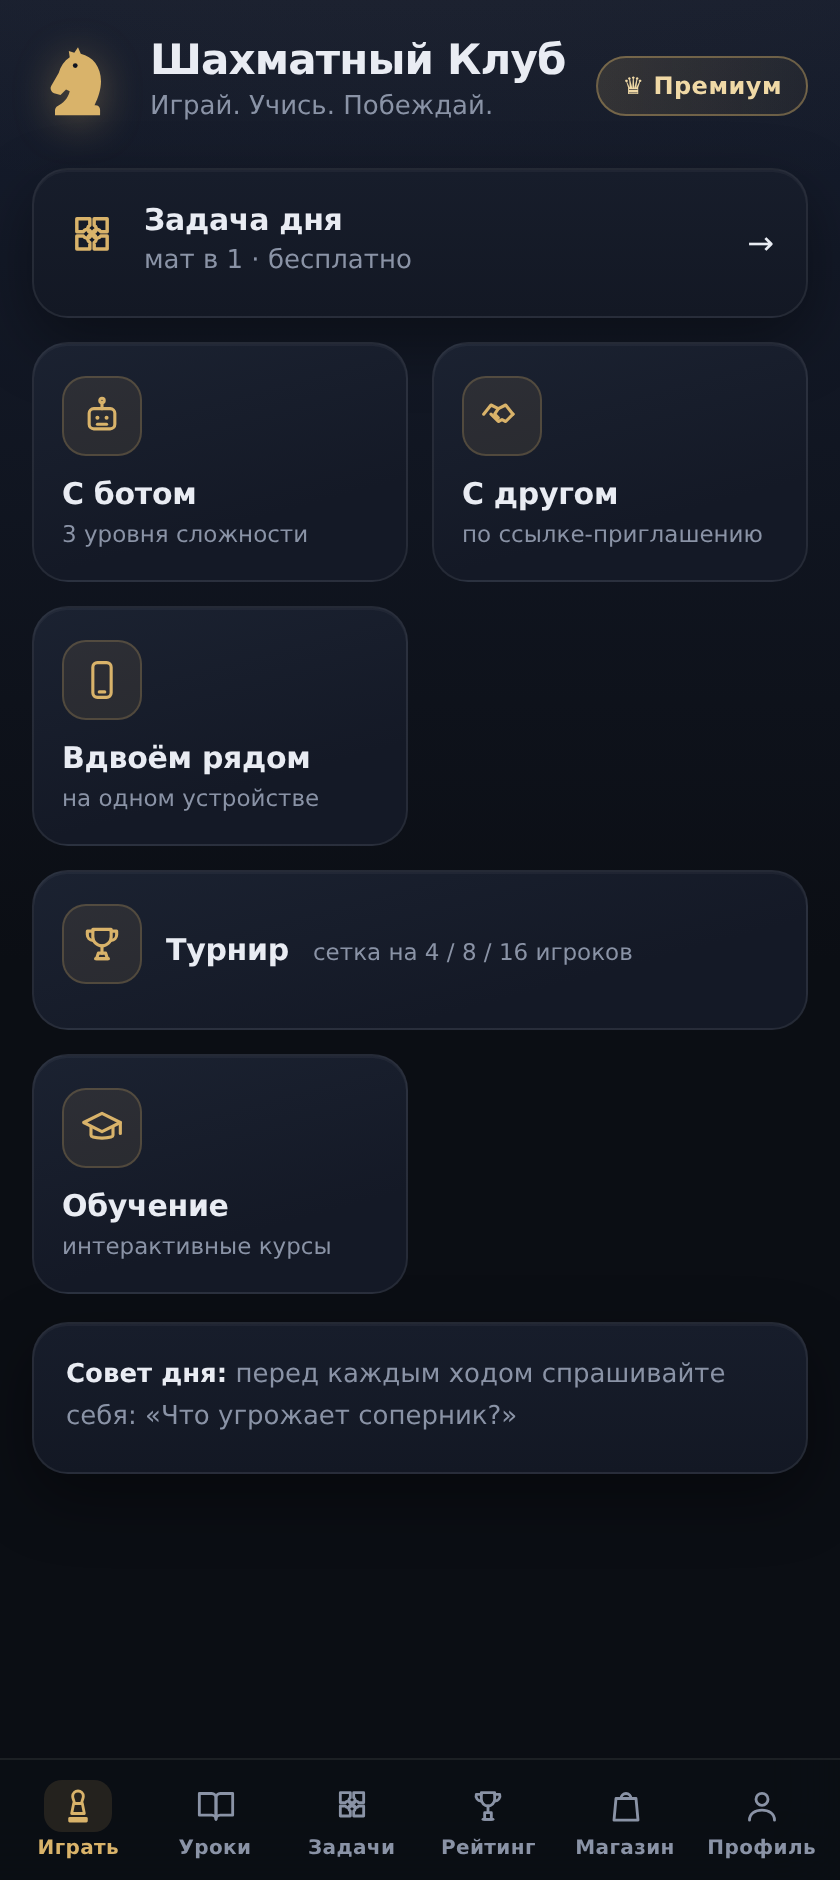 Шахматный Клуб
Играй. Учись. Побеждай.
♛ Премиум
Задача дня
мат в 1 · бесплатно
→
С ботом
3 уровня сложности
С другом
по ссылке-приглашению
Вдвоём рядом
на одном устройстве
Турнир сетка на 4 / 8 / 16 игроков
Обучение
интерактивные курсы
Совет дня: перед каждым ходом спрашивайте
себя: «Что угрожает соперник?»
Играть Уроки Задачи Рейтинг Магазин Профиль